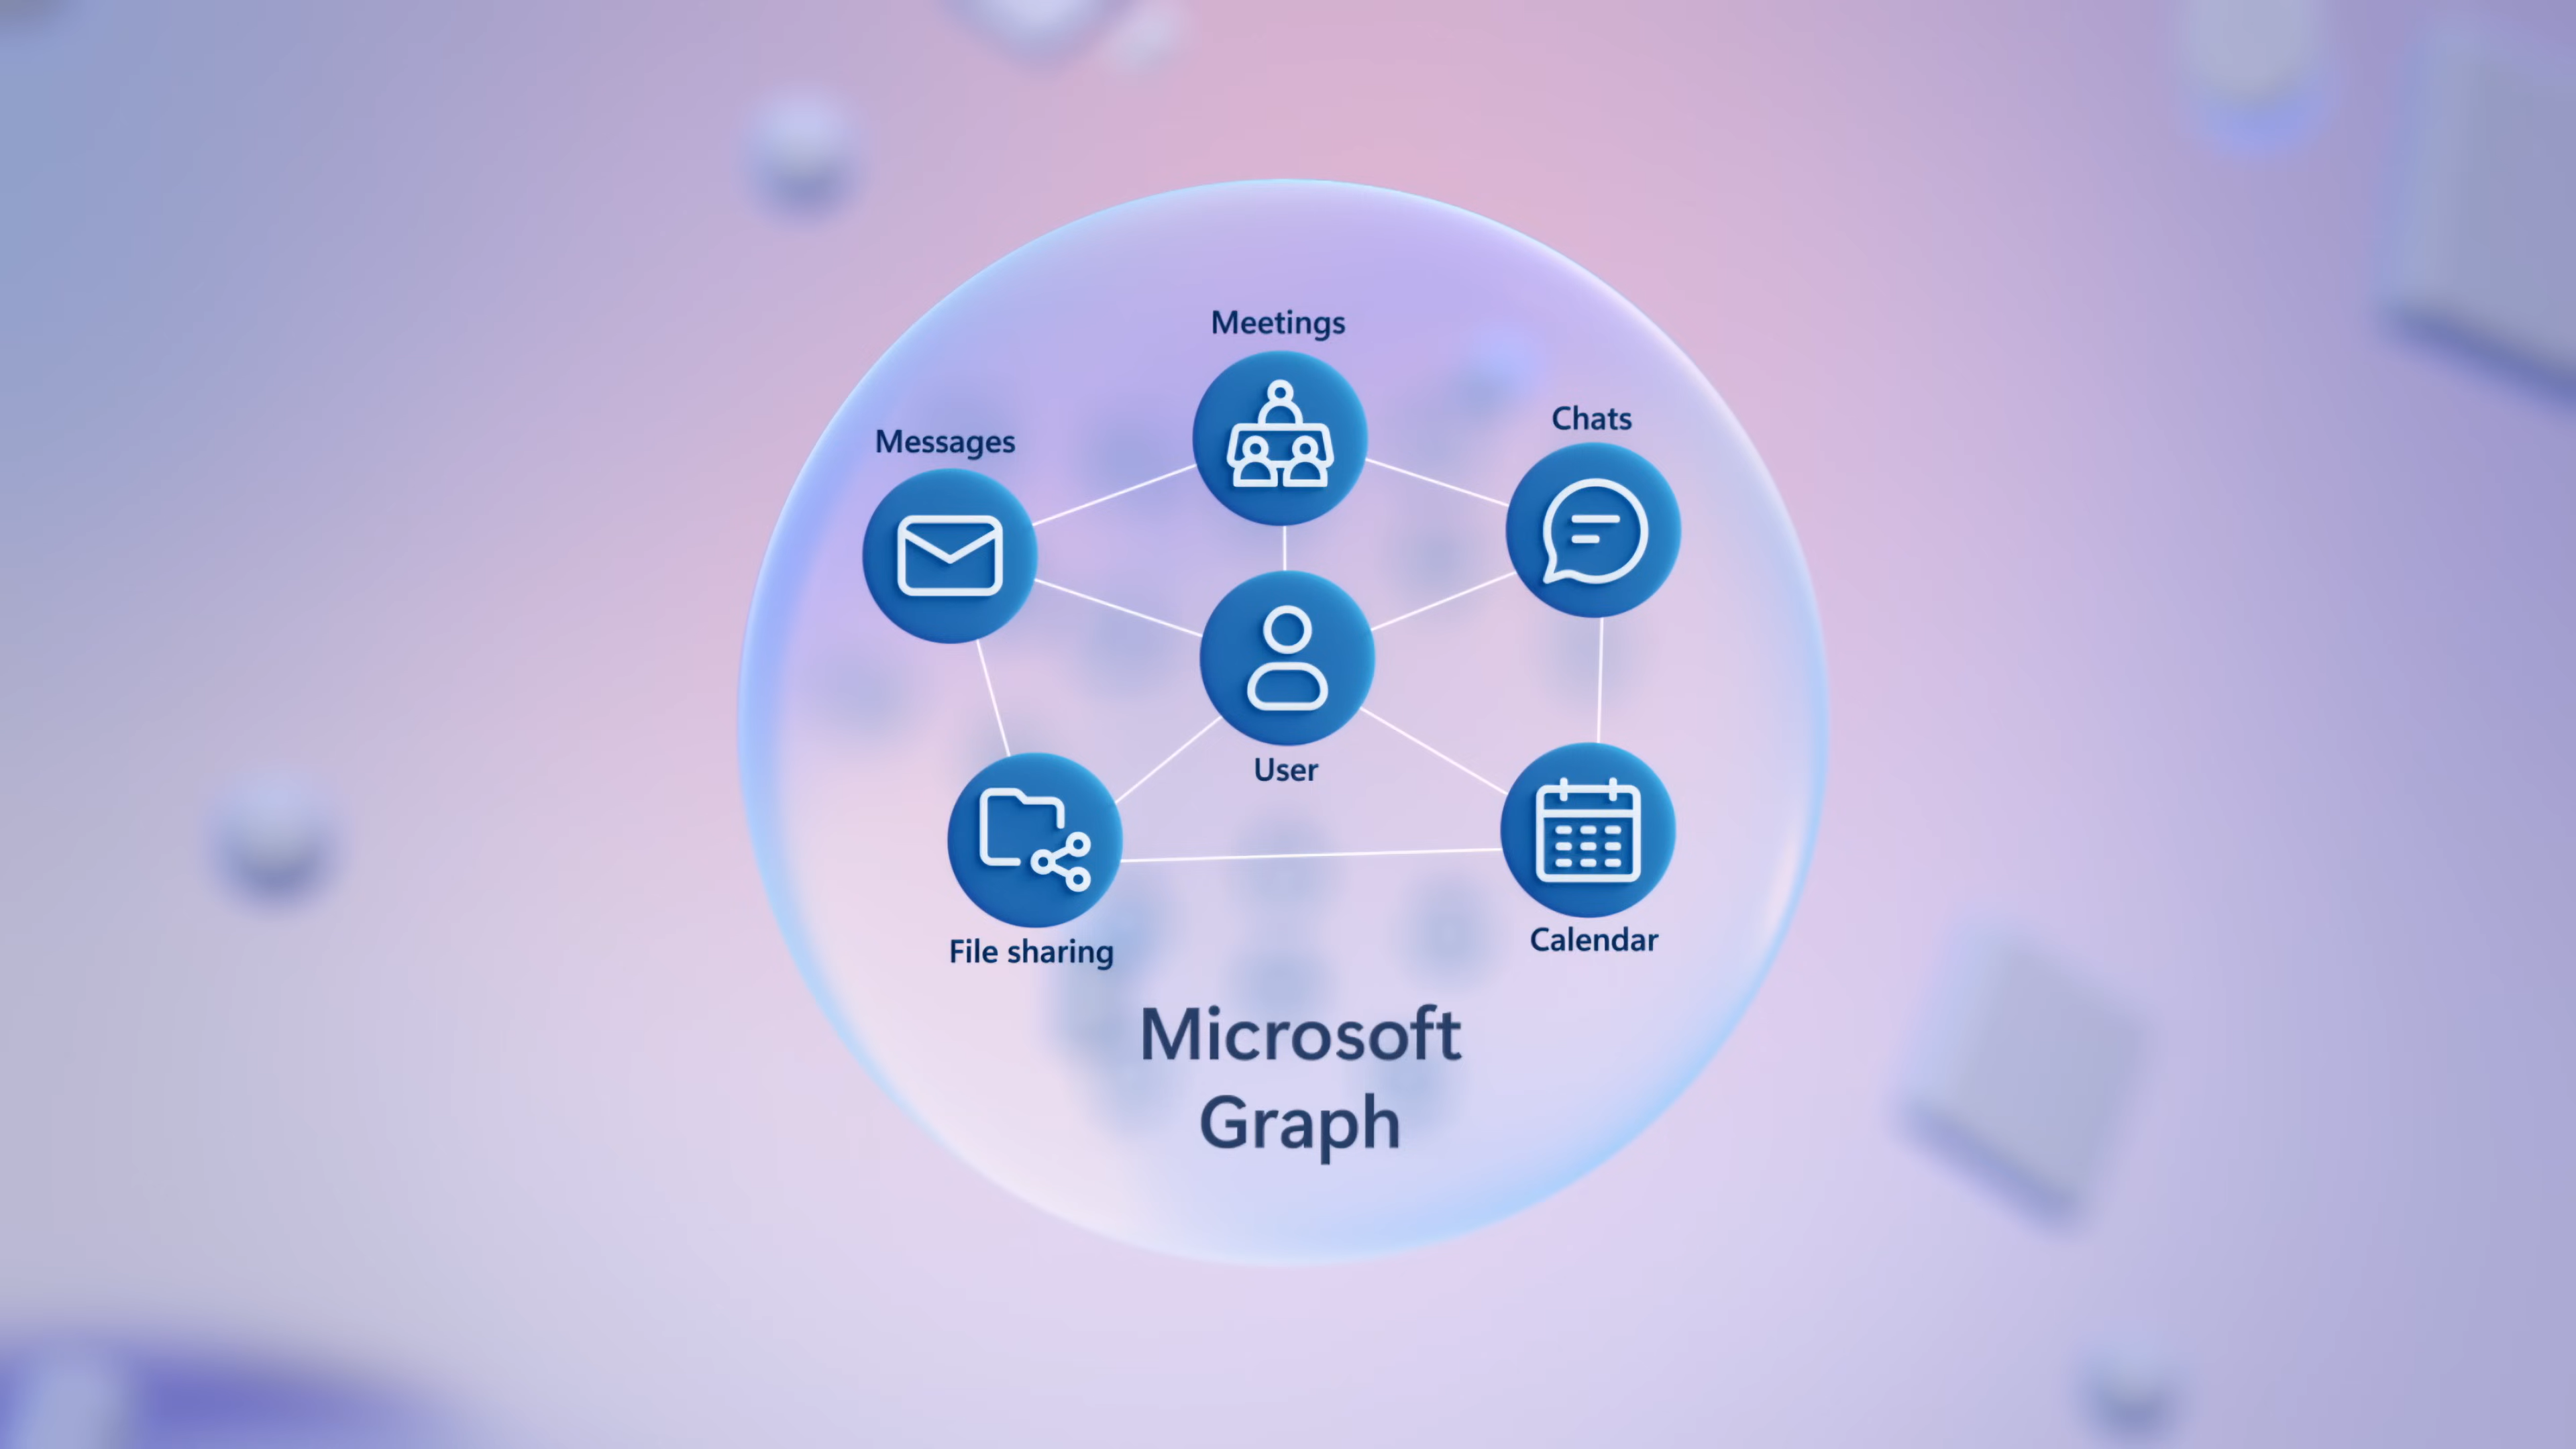 Meetings
Chats
Messages
User
File sharing
Calendar
Microsoft
Graph